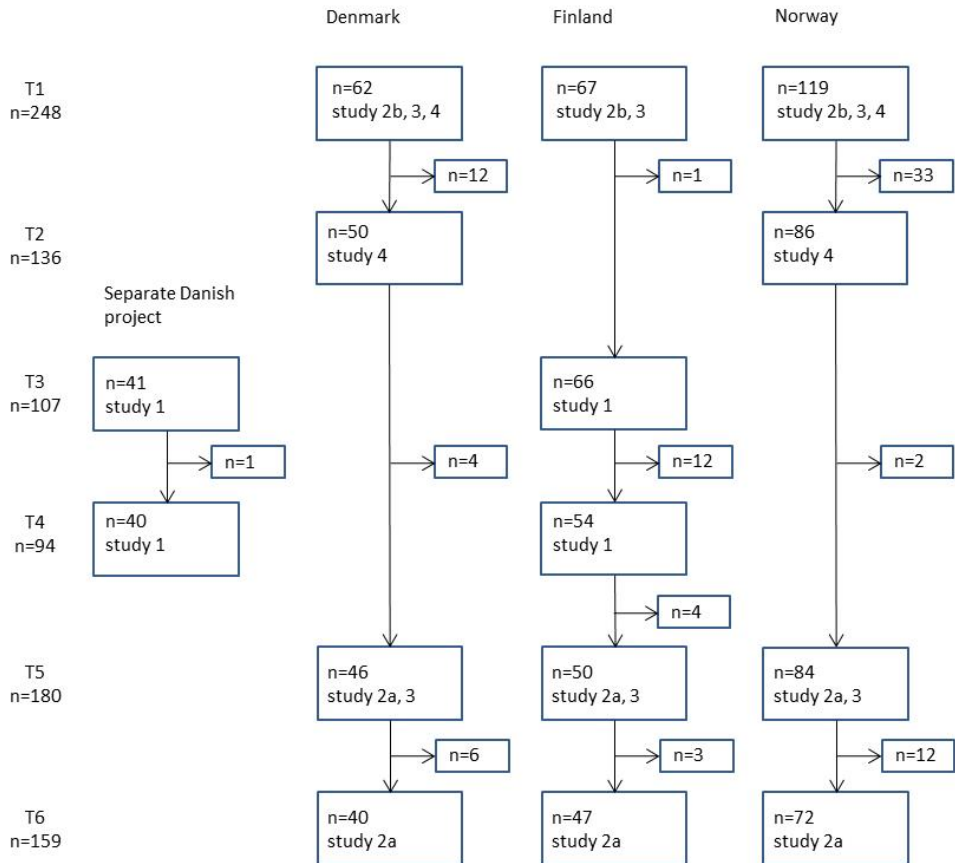 Denmark
Finland
Norway
T1
n=248
n=62
study 2b, 3, 4
n=67
study 2b, 3
n=119
study 2b, 3, 4
n=12
n=1
n=33
T2
n=136
n=50
study 4
n=86
study 4
Separate Danish
project
T3
n=107
n=41
study 1
n=66
study 1
n=1
n=4
n=12
n=2
T4
n=94
n=40
study 1
n=54
study 1
n=4
T5
n=180
n=46
study 2a, 3
n=50
study 2a, 3
n=84
study 2a, 3
n=6
n=3
n=12
T6
n=159
n=40
study 2a
n=47
study 2a
n=72
study 2a